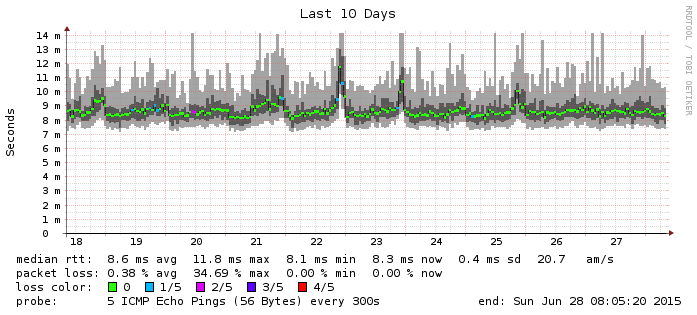 Last 10 Days
RRDTOOL / TOBI OETIKER
Seconds
14 m
13 m
12 m
11 m
10 m
9 m
8 m
7 m
6 m
5 m
4 m
3 m
2 m
1 m
0
18 19 20 21 22 23 24 25 26 27
median rtt: 8.6 ms avg 11.8 ms max 8.1 ms min 8.3 ms now 0.4 ms sd 20.7 am/s
packet loss: 0.38 % avg 34.69 % max 0.00 % min 0.00 % now
loss color: 0 1/5 2/5 3/5 4/5
probe: 5 ICMP Echo Pings (56 Bytes) every 300s end: Sun Jun 28 08:05:20 2015